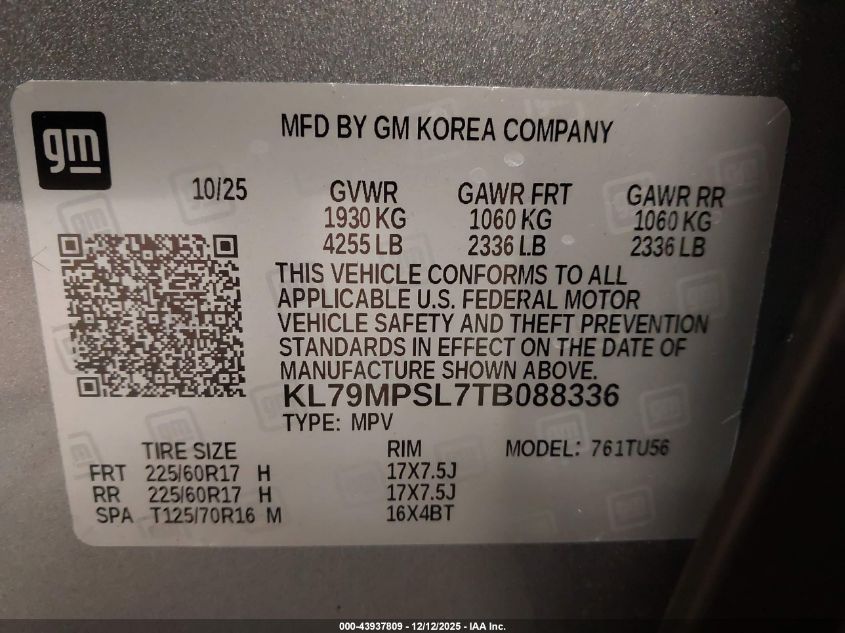 gm
MFD BY GM KOREA COMPANY
10/25 GVWR GAWR FRT GAWR RR
1930 KG 1060 KG 1060 KG
4255 LB 2336 LB 2336 LB
THIS VEHICLE CONFORMS TO ALL
APPLICABLE U.S. FEDERAL MOTOR
VEHICLE SAFETY AND THEFT PREVENTION
STANDARDS IN EFFECT ON THE DATE OF
MANUFACTURE SHOWN ABOVE.
KL79MPSL7TB088336
TYPE: MPV
TIRE SIZE RIM MODEL: 761TU56
FRT 225/60R17 H 17X7.5J
RR 225/60R17 H 17X7.5J
SPA T125/70R16 M 16X4BT
000-43937809 - 12/12/2025 - IAA Inc.